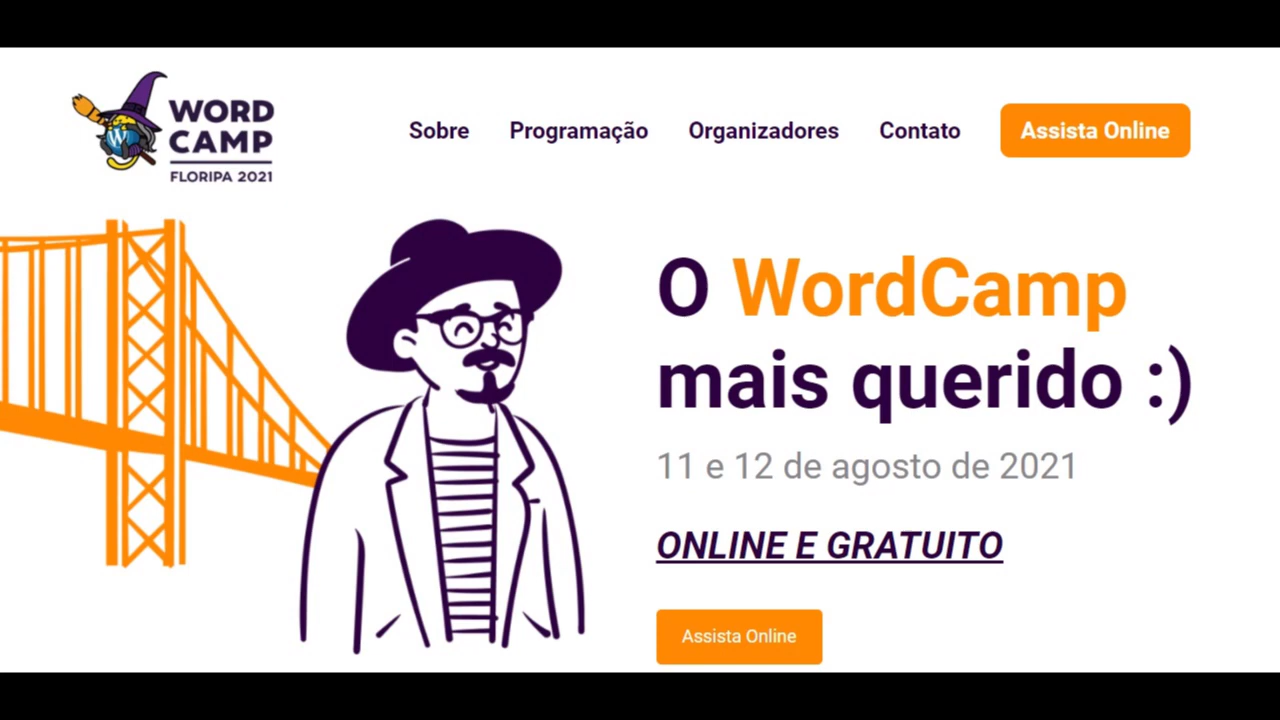 WORD
CAMP
FLORIPA 2021
Sobre Programação Organizadores Contato Assista Online
O WordCamp
mais querido :)
11 e 12 de agosto de 2021
ONLINE E GRATUITO
Assista Online